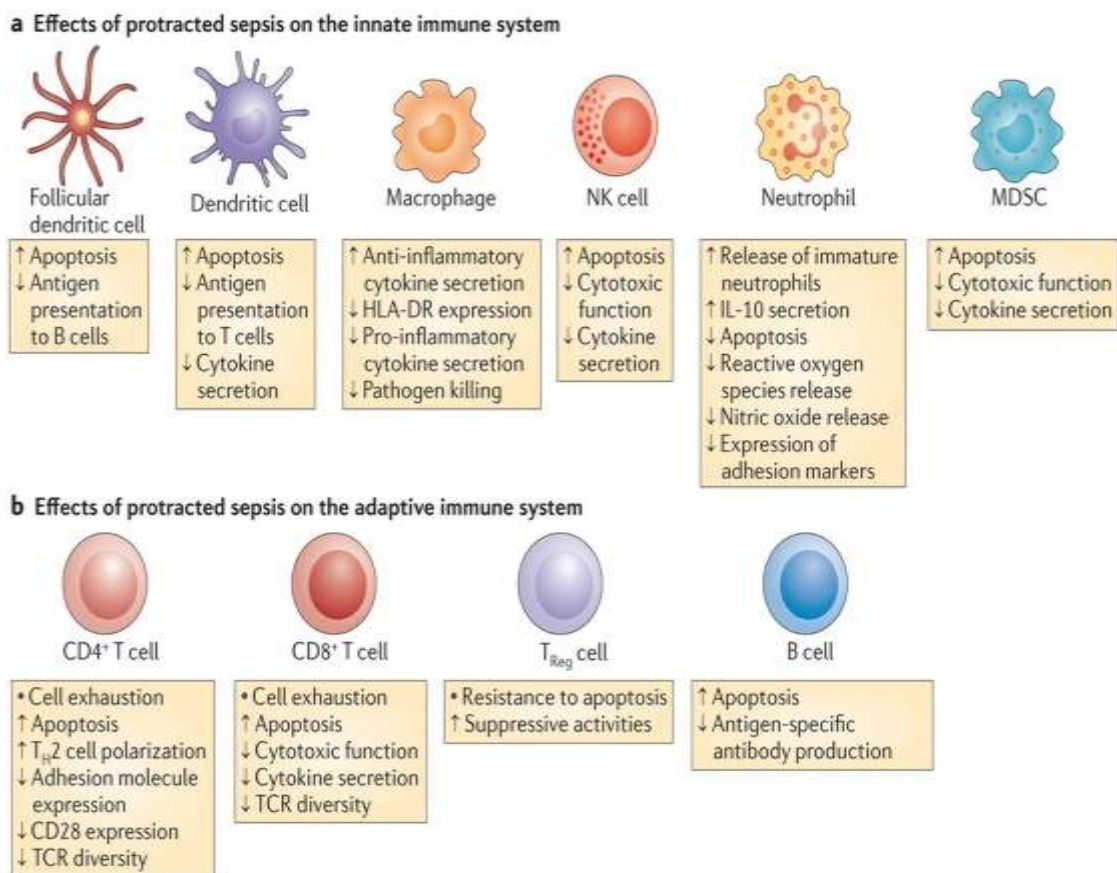 a Effects of protracted sepsis on the innate immune system
Follicular
dendritic cell
↑ Apoptosis
↓ Antigen
presentation
to B cells
Dendritic cell
↑ Apoptosis
↓ Antigen
presentation
to T cells
↓ Cytokine
secretion
Macrophage
↑ Anti-inflammatory
cytokine secretion
↓ HLA-DR expression
↓ Pro-inflammatory
cytokine secretion
↓ Pathogen killing
NK cell
↑ Apoptosis
↓ Cytotoxic
function
↓ Cytokine
secretion
Neutrophil
↑ Release of immature
neutrophils
↑ IL-10 secretion
↓ Apoptosis
↓ Reactive oxygen
species release
↓ Nitric oxide release
↓ Expression of
adhesion markers
MDSC
↑ Apoptosis
↓ Cytotoxic function
↓ Cytokine secretion
b Effects of protracted sepsis on the adaptive immune system
CD4⁺ T cell
• Cell exhaustion
↑ Apoptosis
↑ T_H2 cell polarization
↓ Adhesion molecule
expression
↓ CD28 expression
↓ TCR diversity
CD8⁺ T cell
• Cell exhaustion
↑ Apoptosis
↓ Cytotoxic function
↓ Cytokine secretion
↓ TCR diversity
T_Reg cell
• Resistance to apoptosis
↑ Suppressive activities
B cell
↑ Apoptosis
↓ Antigen-specific
antibody production